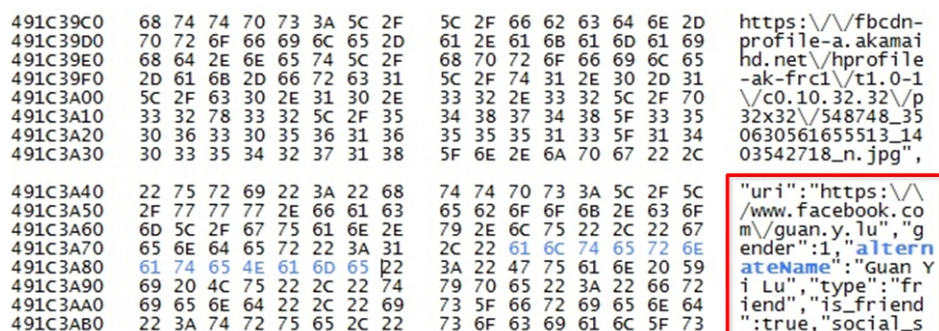 491C39C0 68 74 74 70 73 3A 5C 2F 5C 2F 66 62 63 64 6E 2D https:\/\/fbcdn-
491C39D0 70 72 6F 66 69 6C 65 2D 61 2E 61 6B 61 6D 61 69 profile-a.akamai
491C39E0 68 64 2E 6E 65 74 5C 2F 68 70 72 6F 66 69 6C 65 hd.net\/hprofile
491C39F0 2D 61 6B 2D 66 72 63 31 5C 2F 74 31 2E 30 2D 31 -ak-frc1\/t1.0-1
491C3A00 5C 2F 63 30 2E 31 30 2E 33 32 2E 33 32 5C 2F 70 \/c0.10.32.32\/p
491C3A10 33 32 78 33 32 5C 2F 35 34 38 37 34 38 5F 33 35 32x32\/548748_35
491C3A20 30 36 33 30 35 36 31 36 35 35 35 31 33 5F 31 34 0630561655513_14
491C3A30 30 33 35 34 32 37 31 38 5F 6E 2E 6A 70 67 22 2C 03542718_n.jpg",
491C3A40 22 75 72 69 22 3A 22 68 74 74 70 73 3A 5C 2F 5C "uri":"https:\/\
491C3A50 2F 77 77 77 2E 66 61 63 65 62 6F 6F 6B 2E 63 6F /www.facebook.co
491C3A60 6D 5C 2F 67 75 61 6E 2E 79 2E 6C 75 22 2C 22 67 m\/guan.y.lu","g
491C3A70 65 6E 64 65 72 22 3A 31 2C 22 61 6C 74 65 72 6E ender":1,"altern
491C3A80 61 74 65 4E 61 6D 65 22 3A 22 47 75 61 6E 20 59 ateName":"Guan Y
491C3A90 69 20 4C 75 22 2C 22 74 79 70 65 22 3A 22 66 72 i Lu","type":"fr
491C3AA0 69 65 6E 64 22 2C 22 69 73 5F 66 72 69 65 6E 64 iend","is_friend
491C3AB0 22 3A 74 72 75 65 2C 22 73 6F 63 69 61 6C 5F 73 ":true,"social_s